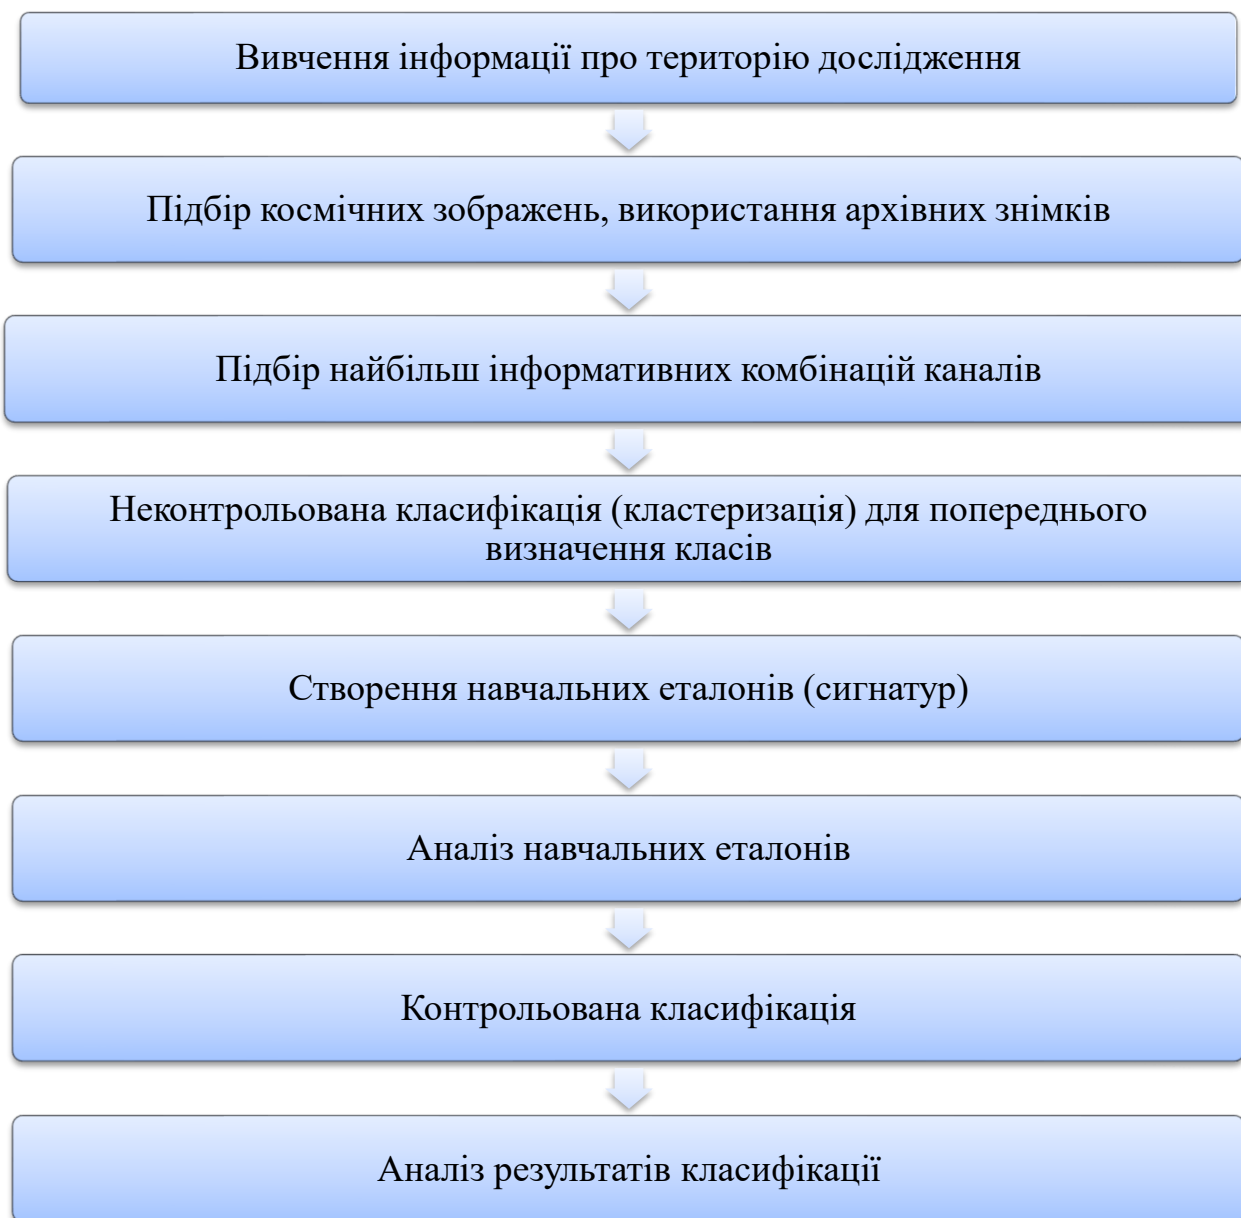 Вивчення інформації про територію дослідження
Підбір космічних зображень, використання архівних знімків
Підбір найбільш інформативних комбінацій каналів
Неконтрольована класифікація (кластеризація) для попереднього
визначення класів
Створення навчальних еталонів (сигнатур)
Аналіз навчальних еталонів
Контрольована класифікація
Аналіз результатів класифікації